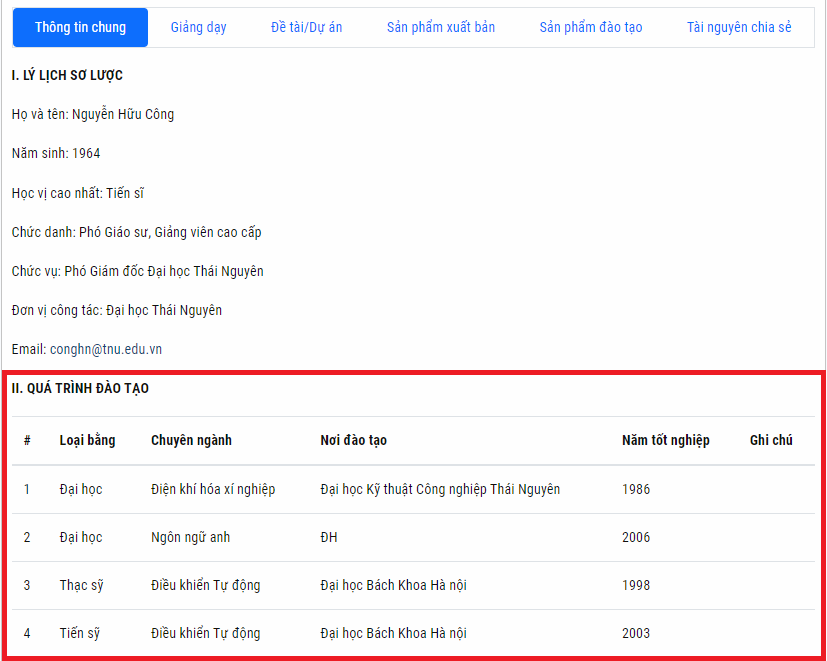 Thông tin chung Giảng dạy Đề tài/Dự án Sản phẩm xuất bản Sản phẩm đào tạo Tài nguyên chia sẻ
I. LÝ LỊCH SƠ LƯỢC
Họ và tên: Nguyễn Hữu Công
Năm sinh: 1964
Học vị cao nhất: Tiến sĩ
Chức danh: Phó Giáo sư, Giảng viên cao cấp
Chức vụ: Phó Giám đốc Đại học Thái Nguyên
Đơn vị công tác: Đại học Thái Nguyên
Email: conghn@tnu.edu.vn
II. QUÁ TRÌNH ĐÀO TẠO
# Loại bằng Chuyên ngành Nơi đào tạo Năm tốt nghiệp Ghi chú
1 Đại học Điện khí hóa xí nghiệp Đại học Kỹ thuật Công nghiệp Thái Nguyên 1986
2 Đại học Ngôn ngữ anh ĐH 2006
3 Thạc sỹ Điều khiển Tự động Đại học Bách Khoa Hà nội 1998
4 Tiến sỹ Điều khiển Tự động Đại học Bách Khoa Hà nội 2003